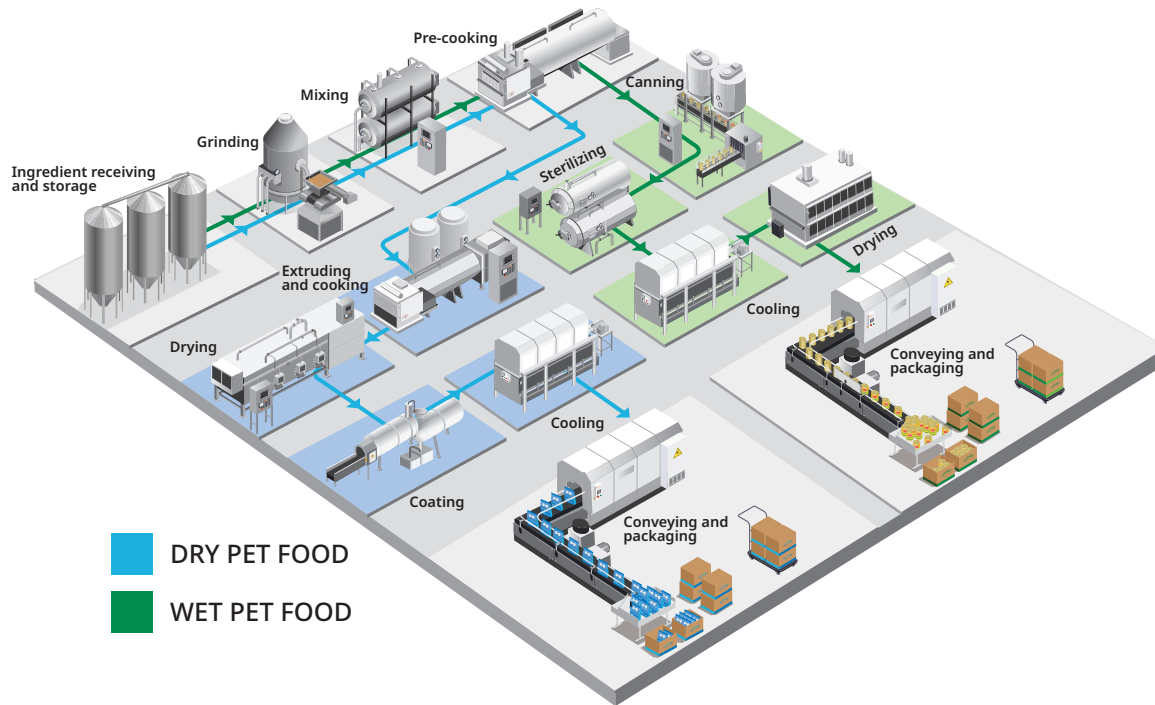 Pre-cooking
Canning
Mixing
Grinding
Sterilizing
Ingredient receiving
and storage
Drying
Extruding
and cooking
Cooling
Drying
Conveying and
packaging
Cooling
Coating
Conveying and
packaging
DRY PET FOOD
WET PET FOOD